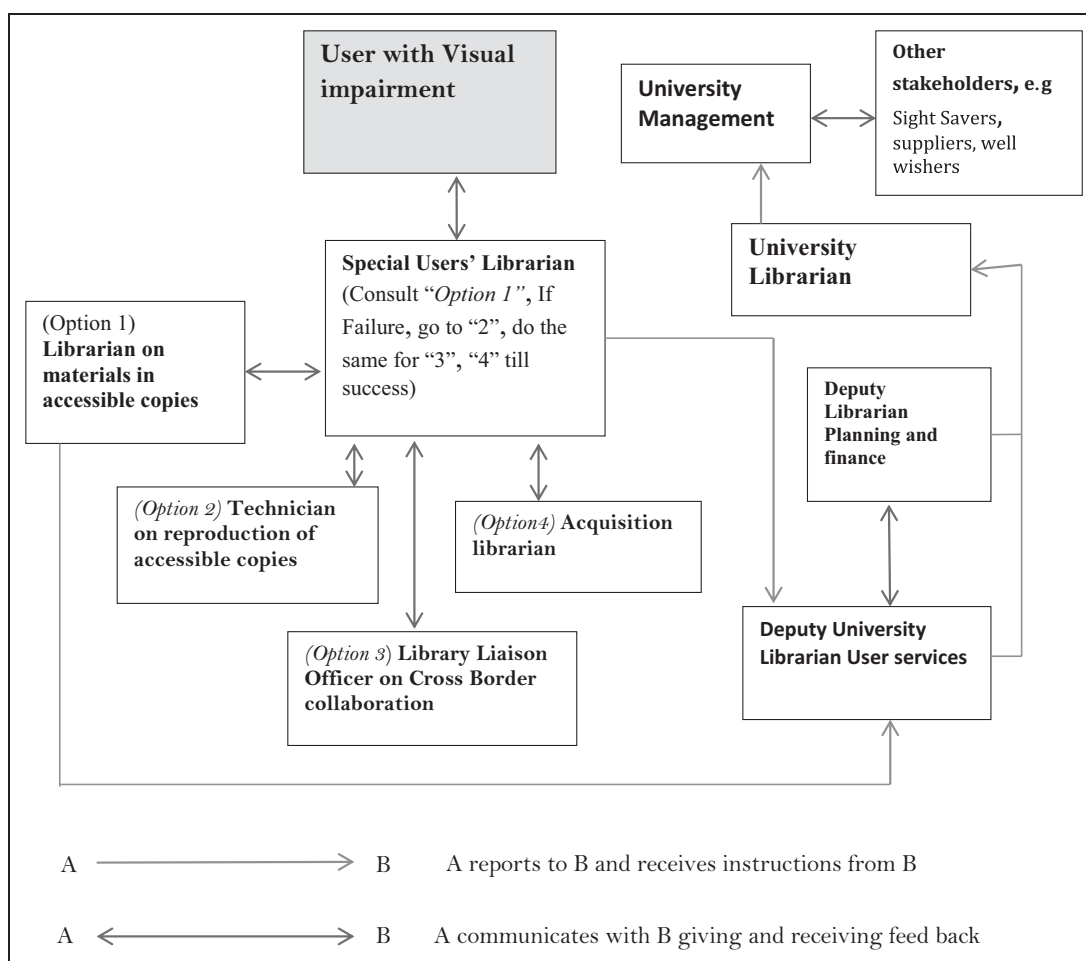 User with Visual
impairment
University
Management
Other
stakeholders, e.g
Sight Savers,
suppliers, well
wishers
University
Librarian
Special Users’ Librarian
(Consult “Option 1”, If
Failure, go to “2”, do the
same for “3”, “4” till
success)
(Option 1)
Librarian on
materials in
accessible copies
Deputy
Librarian
Planning and
finance
(Option 2) Technician
on reproduction of
accessible copies
(Option4) Acquisition
librarian
(Option 3) Library Liaison
Officer on Cross Border
collaboration
Deputy University
Librarian User services
A B A reports to B and receives instructions from B
A B A communicates with B giving and receiving feed back